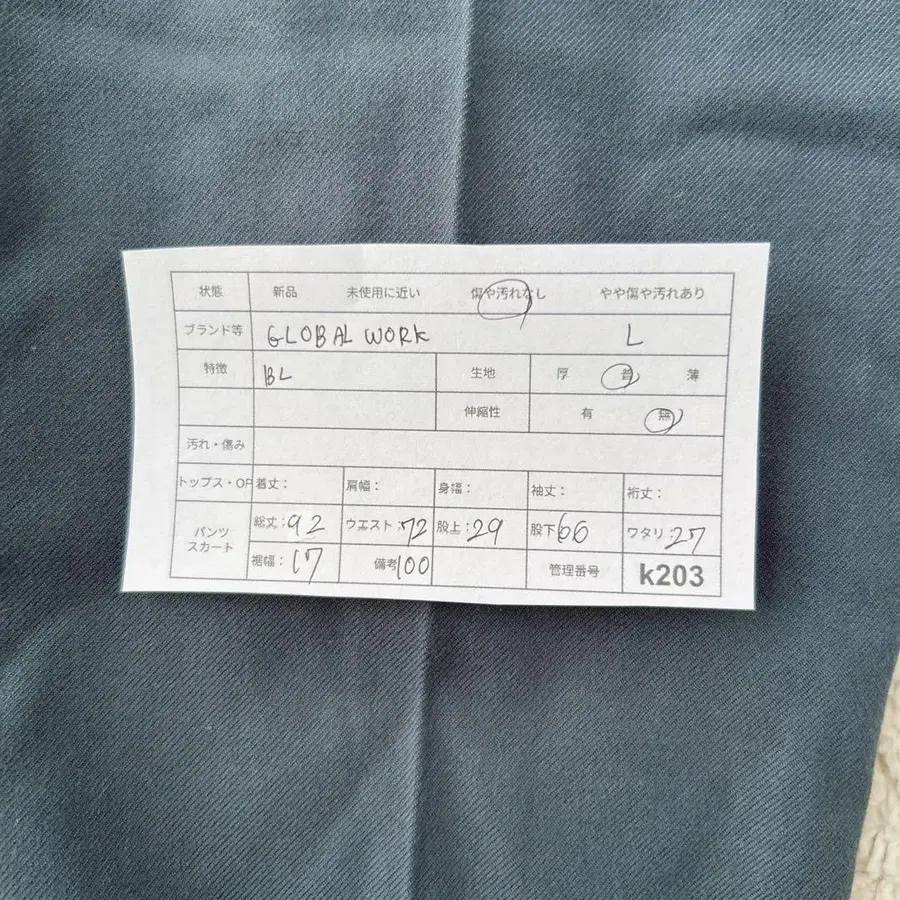 状態 新品 未使用に近い 傷や汚れなし やや傷や汚れあり
ブランド等 GLOBAL WORK L
特徴 BL 生地 厚 普 薄
伸縮性 有 無
汚れ・傷み
トップス・OP 着丈： 肩幅： 身幅： 袖丈： 裄丈：
パンツ スカート 総丈：92 ウエスト：72 股上：29 股下66 ワタリ：27
裾幅：17 備考100 管理番号 k203